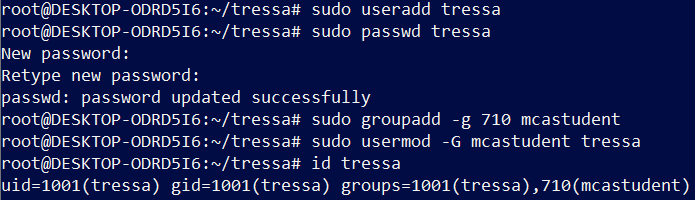 root@DESKTOP-ODRD5I6:~/tressa# sudo useradd tressa
root@DESKTOP-ODRD5I6:~/tressa# sudo passwd tressa
New password:
Retype new password:
passwd: password updated successfully
root@DESKTOP-ODRD5I6:~/tressa# sudo groupadd -g 710 mcastudent
root@DESKTOP-ODRD5I6:~/tressa# sudo usermod -G mcastudent tressa
root@DESKTOP-ODRD5I6:~/tressa# id tressa
uid=1001(tressa) gid=1001(tressa) groups=1001(tressa),710(mcastudent)